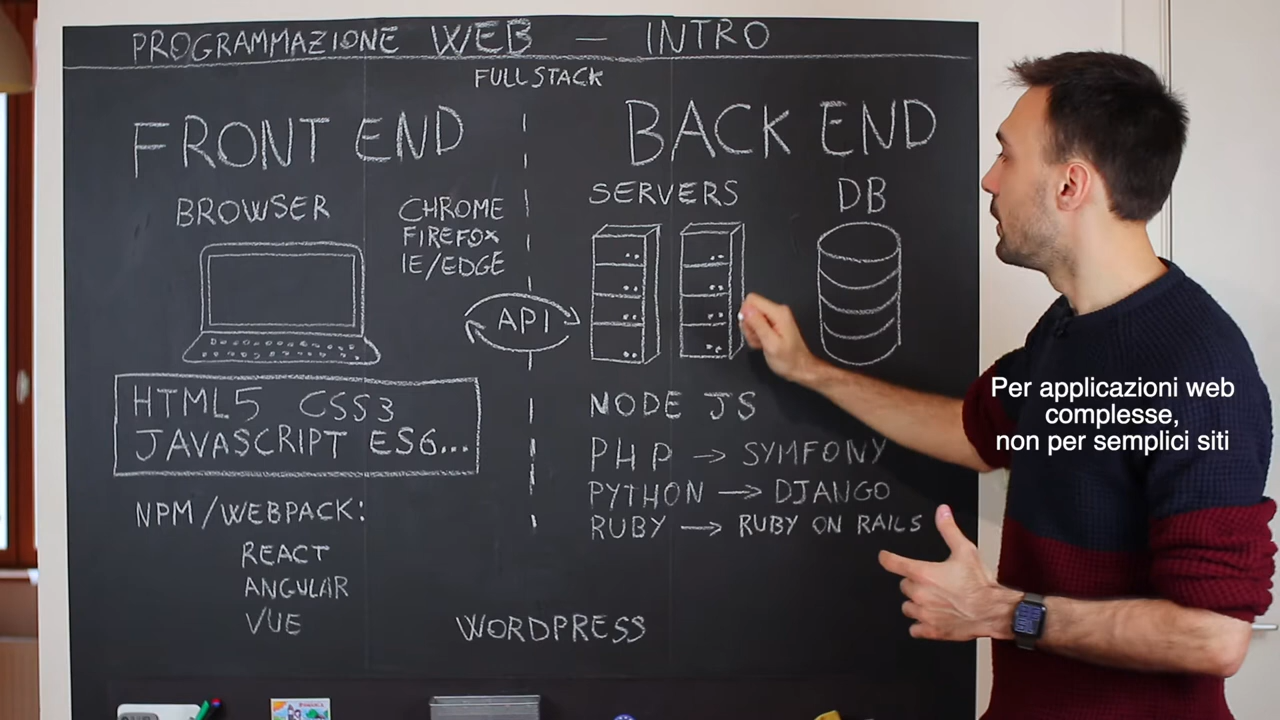 PROGRAMMAZIONE WEB — INTRO
FULL STACK
FRONT END
BROWSER
CHROME
FIREFOX
IE/EDGE
API
HTML5 CSS3
JAVASCRIPT ES6...
NPM/WEBPACK:
REACT
ANGULAR
VUE
BACK END
SERVERS
DB
NODE JS
PHP → SYMFONY
PYTHON → DJANGO
RUBY → RUBY ON RAILS
WORDPRESS
Per applicazioni web
complesse,
non per semplici siti